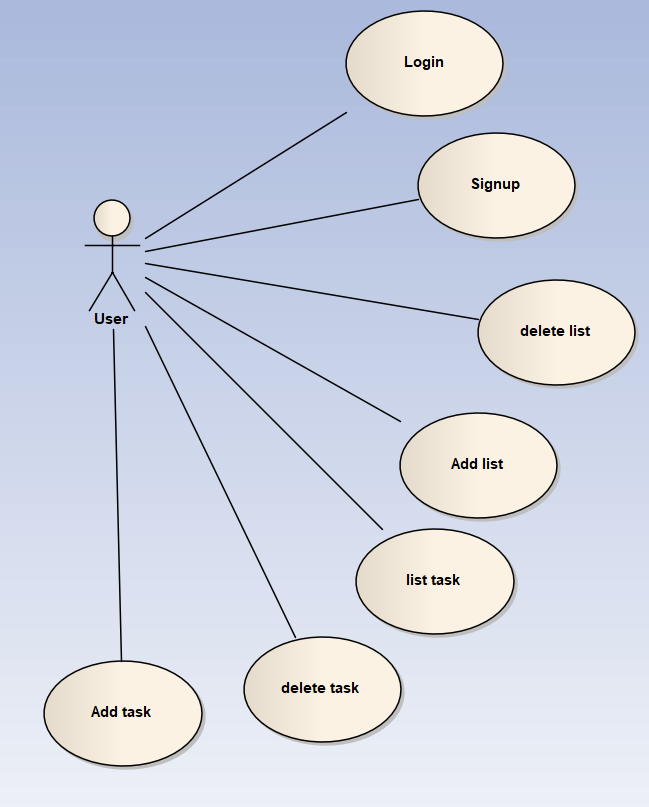 Login
Signup
User
delete list
Add list
list task
delete task
Add task